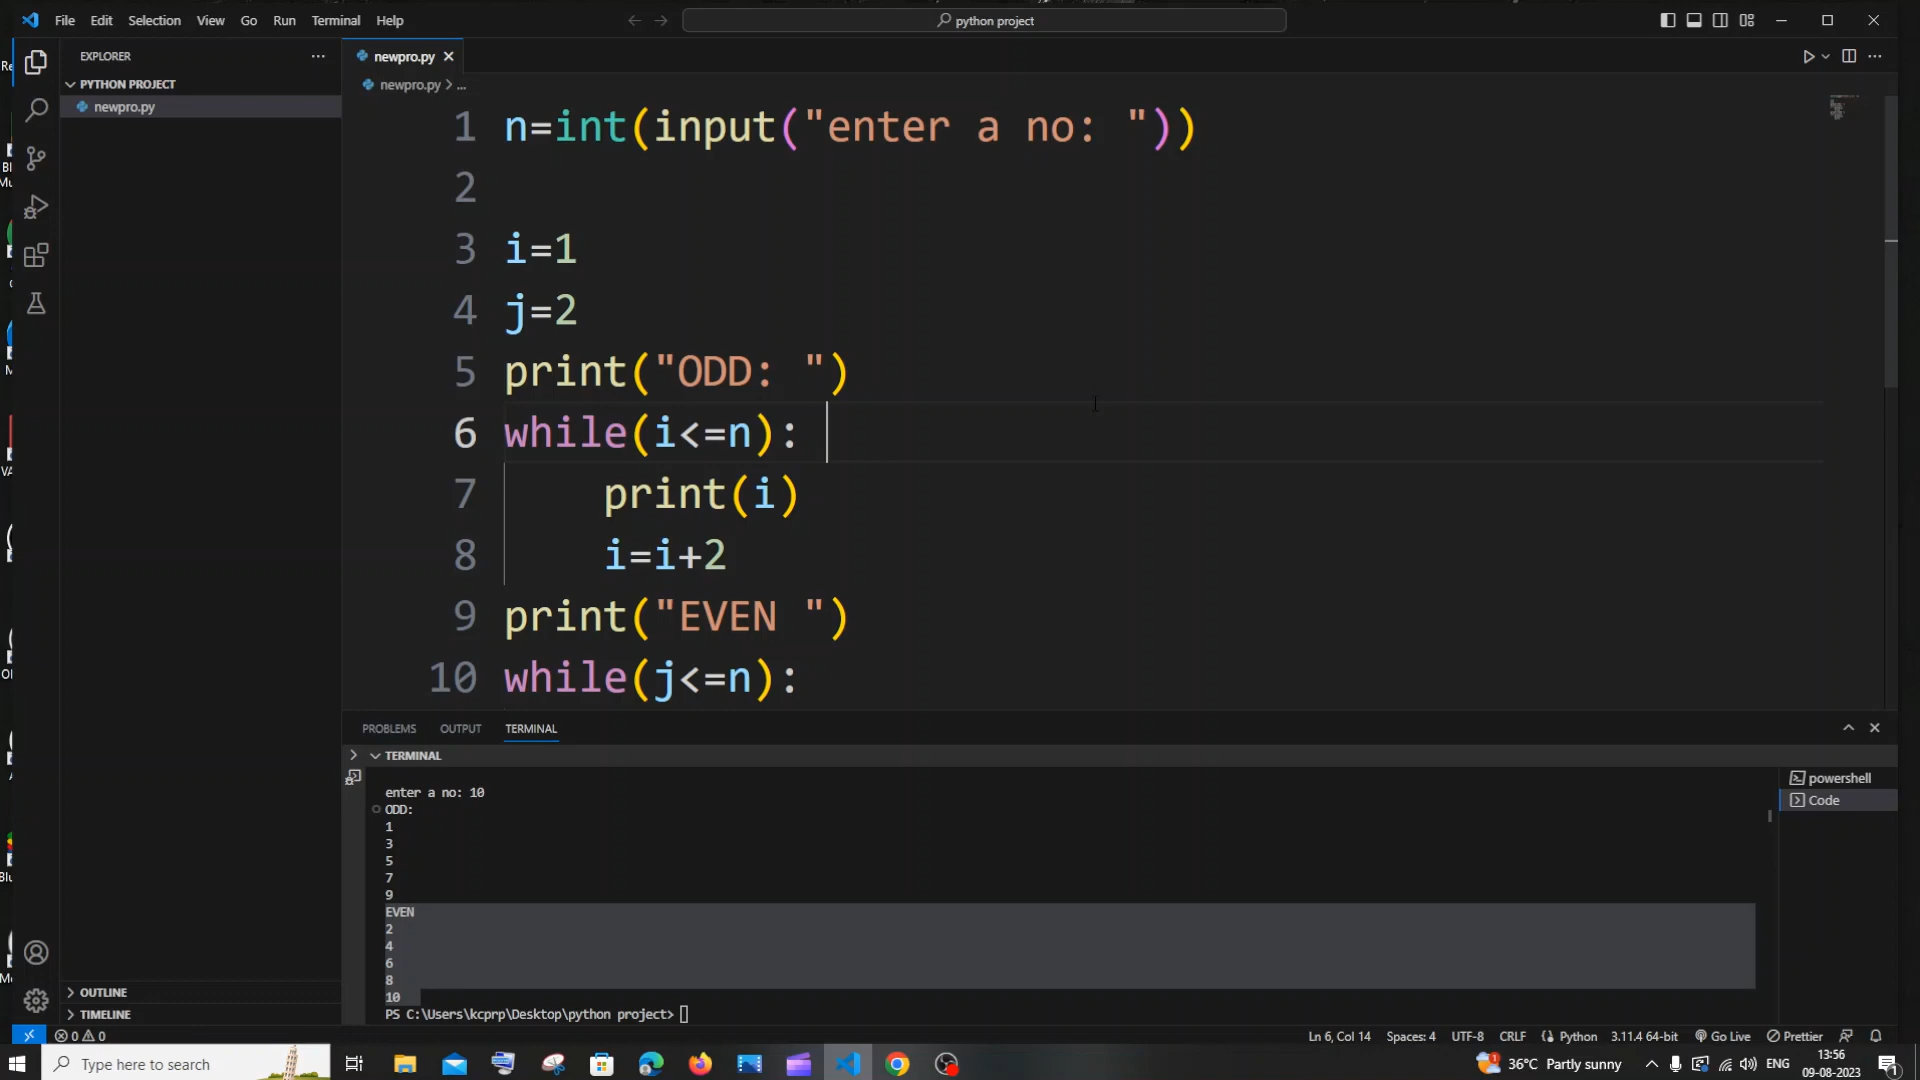 File Edit Selection View Go Run Terminal Help
python project
EXPLORER
PYTHON PROJECT
newpro.py
newpro.py
newpro.py > ...
1 n=int(input("enter a no: "))
2
3 i=1
4 j=2
5 print("ODD: ")
6 while(i<=n):
7 print(i)
8 i=i+2
9 print("EVEN ")
10 while(j<=n):
PROBLEMS OUTPUT TERMINAL
TERMINAL
enter a no: 10
ODD:
1
3
5
7
9
EVEN
2
4
6
8
10
PS C:\Users\kcprp\Desktop\python project>
powershell
Code
OUTLINE
TIMELINE
0 0
Ln 6, Col 14 Spaces: 4 UTF-8 CRLF Python 3.11.4 64-bit Go Live Prettier
Type here to search
36°C Partly sunny
ENG
13:56
09-08-2023
1